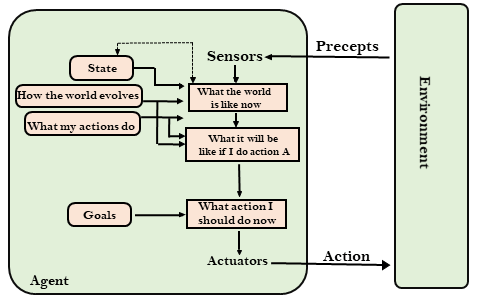 Sensors
Precepts
State
How the world evolves
What my actions do
What the world
is like now
What it will be
like if I do action A
Goals
What action I
should do now
Actuators
Action
Agent
Environment